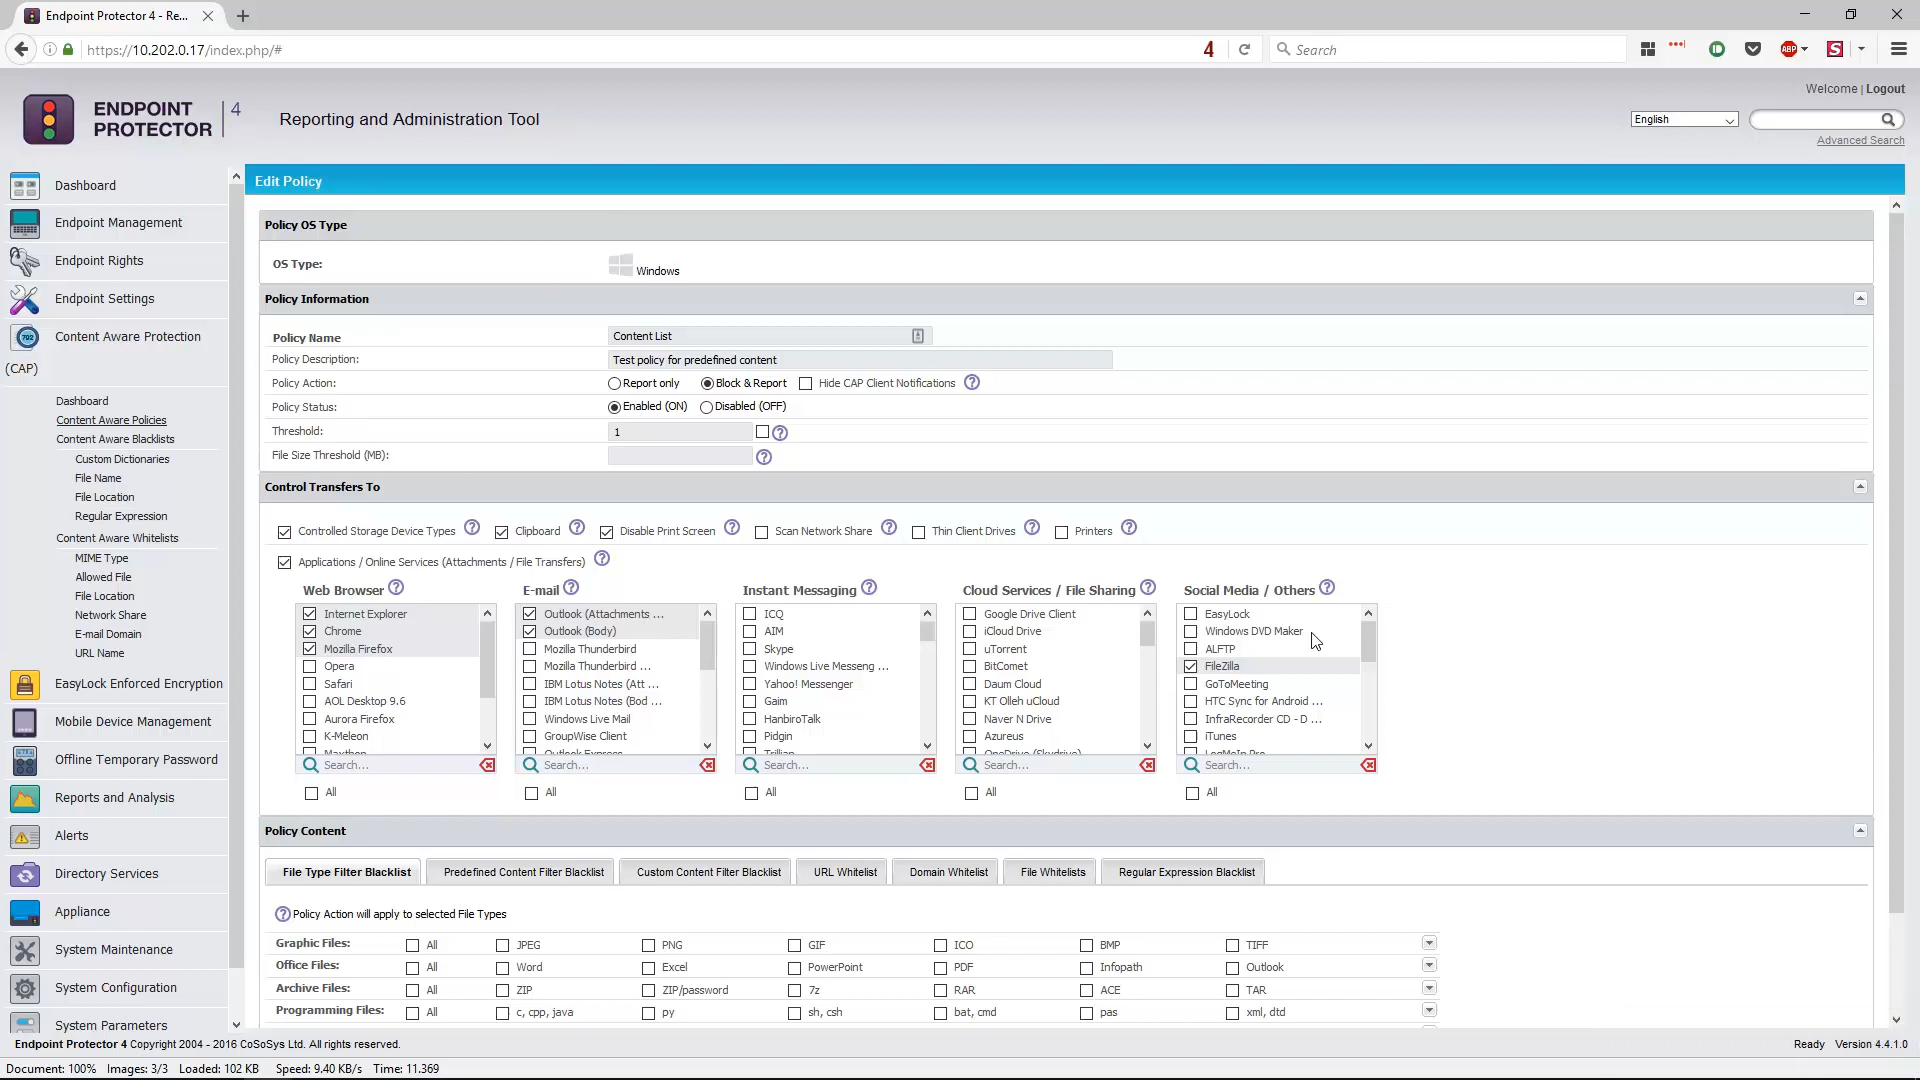 Endpoint Protector 4 - Re...
https://10.202.0.17/index.php/#
4
Search
ABP
S
Welcome | Logout
ENDPOINT
PROTECTOR
4
Reporting and Administration Tool
English
Advanced Search
Dashboard
Endpoint Management
Endpoint Rights
Endpoint Settings
Content Aware Protection
(CAP)
Dashboard
Content Aware Policies
Content Aware Blacklists
Custom Dictionaries
File Name
File Location
Regular Expression
Content Aware Whitelists
MIME Type
Allowed File
File Location
Network Share
E-mail Domain
URL Name
EasyLock Enforced Encryption
Mobile Device Management
Offline Temporary Password
Reports and Analysis
Alerts
Directory Services
Appliance
System Maintenance
System Configuration
System Parameters
Edit Policy
Policy OS Type
OS Type: Windows
Policy Information
Policy Name Content List
Policy Description: Test policy for predefined content
Policy Action: Report only Block & Report Hide CAP Client Notifications ?
Policy Status: Enabled (ON) Disabled (OFF)
Threshold: 1 ?
File Size Threshold (MB): ?
Control Transfers To
Controlled Storage Device Types ? Clipboard ? Disable Print Screen ? Scan Network Share ? Thin Client Drives ? Printers ?
Applications / Online Services (Attachments / File Transfers) ?
Web Browser ?
Internet Explorer
Chrome
Mozilla Firefox
Opera
Safari
AOL Desktop 9.6
Aurora Firefox
K-Meleon
Maxthon
Search...
All
E-mail ?
Outlook (Attachments ...
Outlook (Body)
Mozilla Thunderbird
Mozilla Thunderbird ...
IBM Lotus Notes (Att ...
IBM Lotus Notes (Bod ...
Windows Live Mail
GroupWise Client
Outlook Express
Search...
All
Instant Messaging ?
ICQ
AIM
Skype
Windows Live Messeng ...
Yahoo! Messenger
Gaim
HanbiroTalk
Pidgin
Trillian
Search...
All
Cloud Services / File Sharing ?
Google Drive Client
iCloud Drive
uTorrent
BitComet
Daum Cloud
KT Olleh uCloud
Naver N Drive
Azureus
OneDrive (Skydrive)
Search...
All
Social Media / Others ?
EasyLock
Windows DVD Maker
ALFTP
FileZilla
GoToMeeting
HTC Sync for Android ...
InfraRecorder CD - D ...
iTunes
LogMeIn Pro
Search...
All
Policy Content
File Type Filter Blacklist Predefined Content Filter Blacklist Custom Content Filter Blacklist URL Whitelist Domain Whitelist File Whitelists Regular Expression Blacklist
? Policy Action will apply to selected File Types
Graphic Files: All JPEG PNG GIF ICO BMP TIFF
Office Files: All Word Excel PowerPoint PDF Infopath Outlook
Archive Files: All ZIP ZIP/password 7z RAR ACE TAR
Programming Files: All c, cpp, java py sh, csh bat, cmd pas xml, dtd
Endpoint Protector 4 Copyright 2004 - 2016 CoSoSys Ltd. All rights reserved.
Ready Version 4.4.1.0
Document: 100% Images: 3/3 Loaded: 102 KB Speed: 9.40 KB/s Time: 11.369